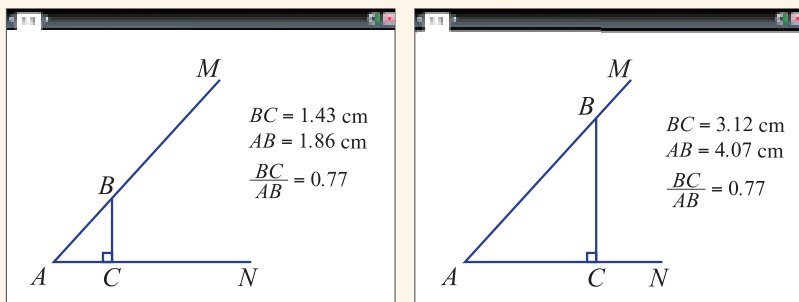 M
BC = 1.43 cm
AB = 1.86 cm
BC/AB = 0.77
B
A C N
M
B
BC = 3.12 cm
AB = 4.07 cm
BC/AB = 0.77
A C N